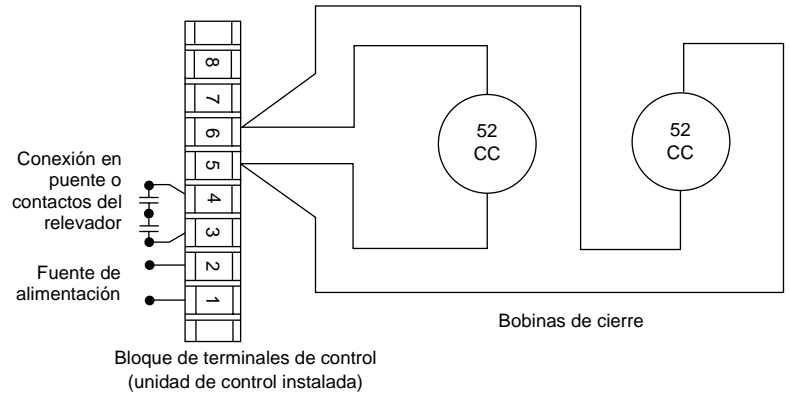 8
7
6
5
4
3
2
1
52
CC
52
CC
Conexión en
puente o
contactos del
relevador
Fuente de
alimentación
Bobinas de cierre
Bloque de terminales de control
(unidad de control instalada)